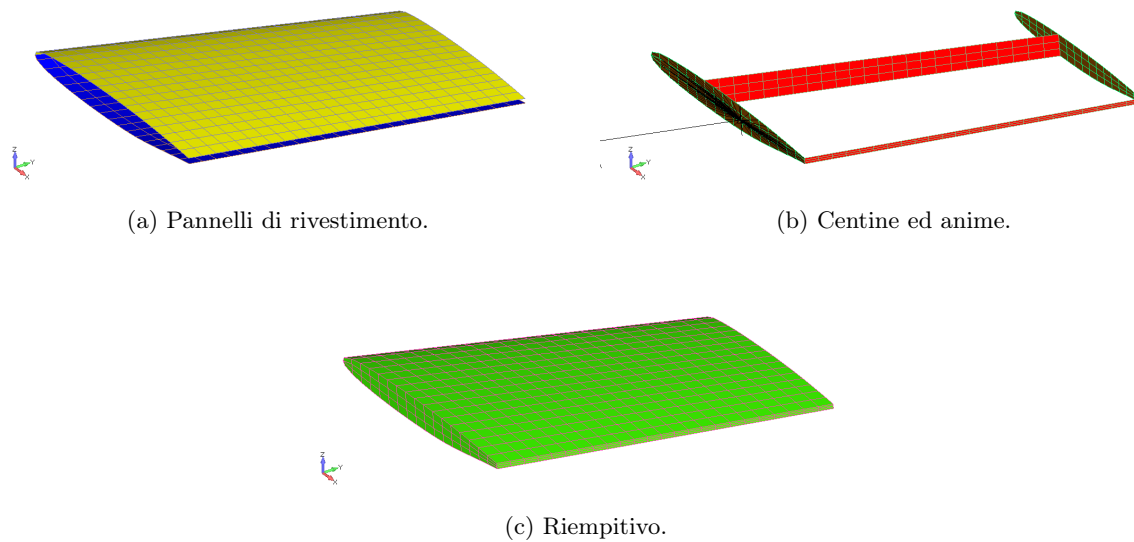 Z
Y
X
Z
Y
X
(a) Pannelli di rivestimento.
(b) Centine ed anime.
Z
Y
X
(c) Riempitivo.